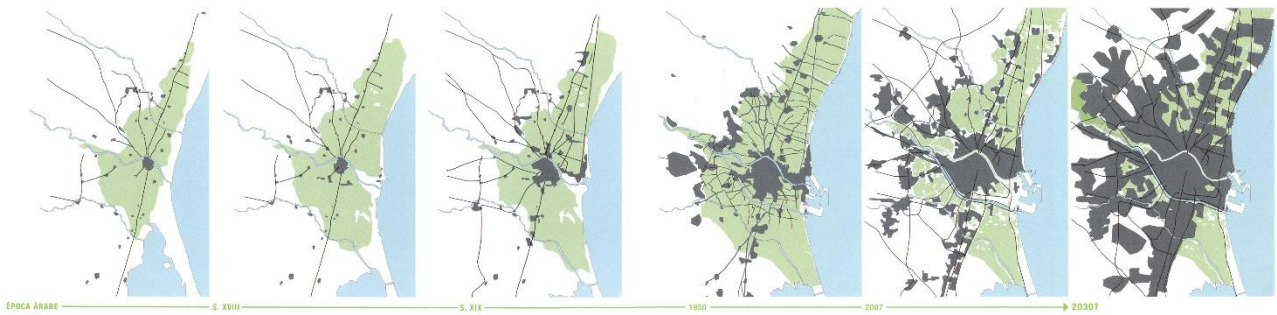 ÉPOCA ÁRABE
S. XVIII
S. XIX
1950
2007
2030?